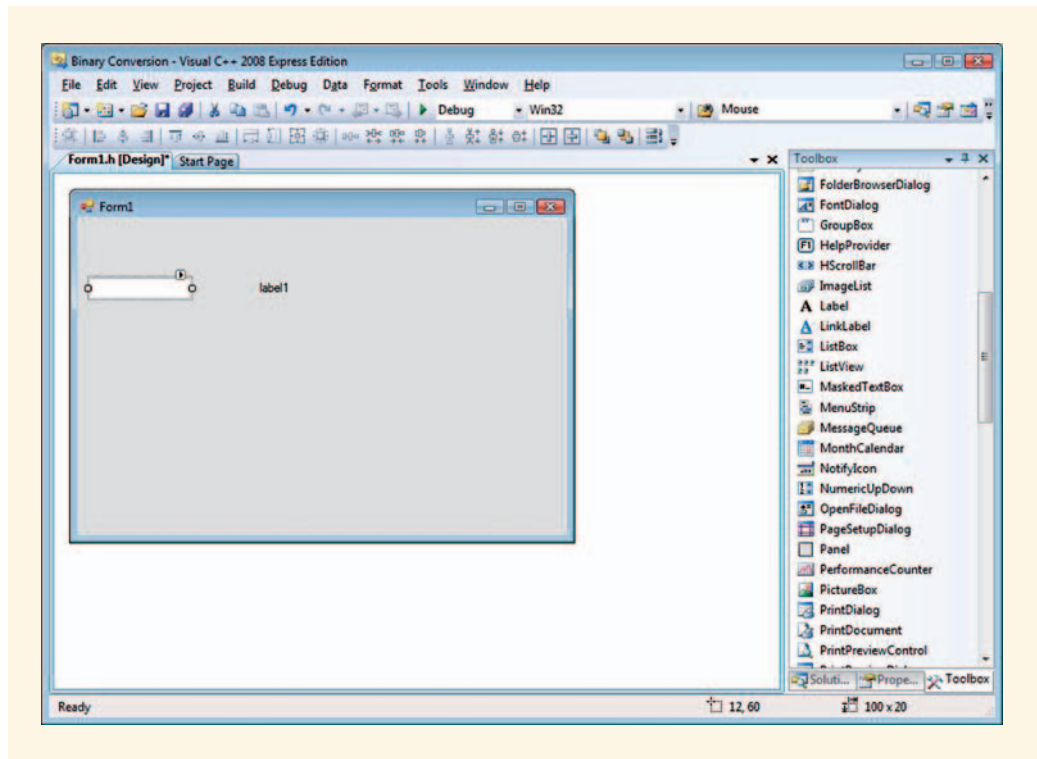 Binary Conversion - Visual C++ 2008 Express Edition
File Edit View Project Build Debug Data Format Tools Window Help
Debug Win32 Mouse
Form1.h [Design]* Start Page
Toolbox
Form1
label1
FolderBrowserDialog
FontDialog
GroupBox
HelpProvider
HScrollBar
ImageList
A Label
A LinkLabel
ListBox
ListView
MaskedTextBox
MenuStrip
MessageQueue
MonthCalendar
NotifyIcon
NumericUpDown
OpenFileDialog
PageSetupDialog
Panel
PerformanceCounter
PictureBox
PrintDialog
PrintDocument
PrintPreviewControl
Soluti... Prope... Toolbox
Ready 12, 60 100 x 20